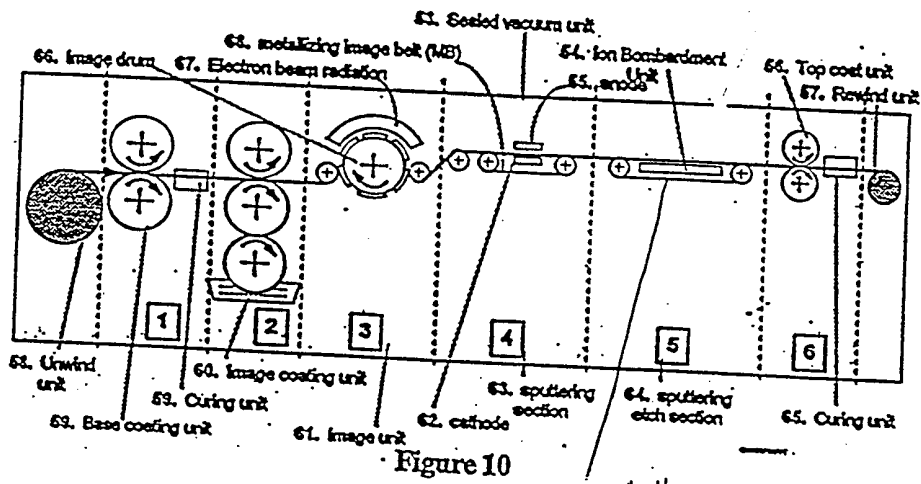 53. Sealed vacuum unit
68. metallizing image belt (MB)
54. Ion Bombardment
Unit
66. Image drum
67. Electron beam radiation
65. anode
56. Top coat unit
57. Rewind unit
1
2
3
4
5
6
58. Unwind
unit
60. Image coating unit
59. Curing unit
59. Base coating unit
61. Image unit
62. cathode
63. sputtering
section
64. sputtering
etch section
65. Curing unit
Figure 10